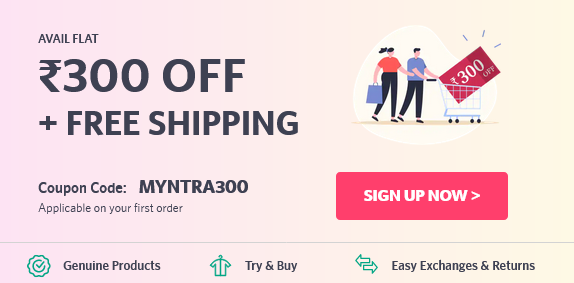 AVAIL FLAT
₹300 OFF
+ FREE SHIPPING
₹300 OFF
Coupon Code: MYNTRA300
Applicable on your first order
SIGN UP NOW >
Genuine Products
Try & Buy
Easy Exchanges & Returns